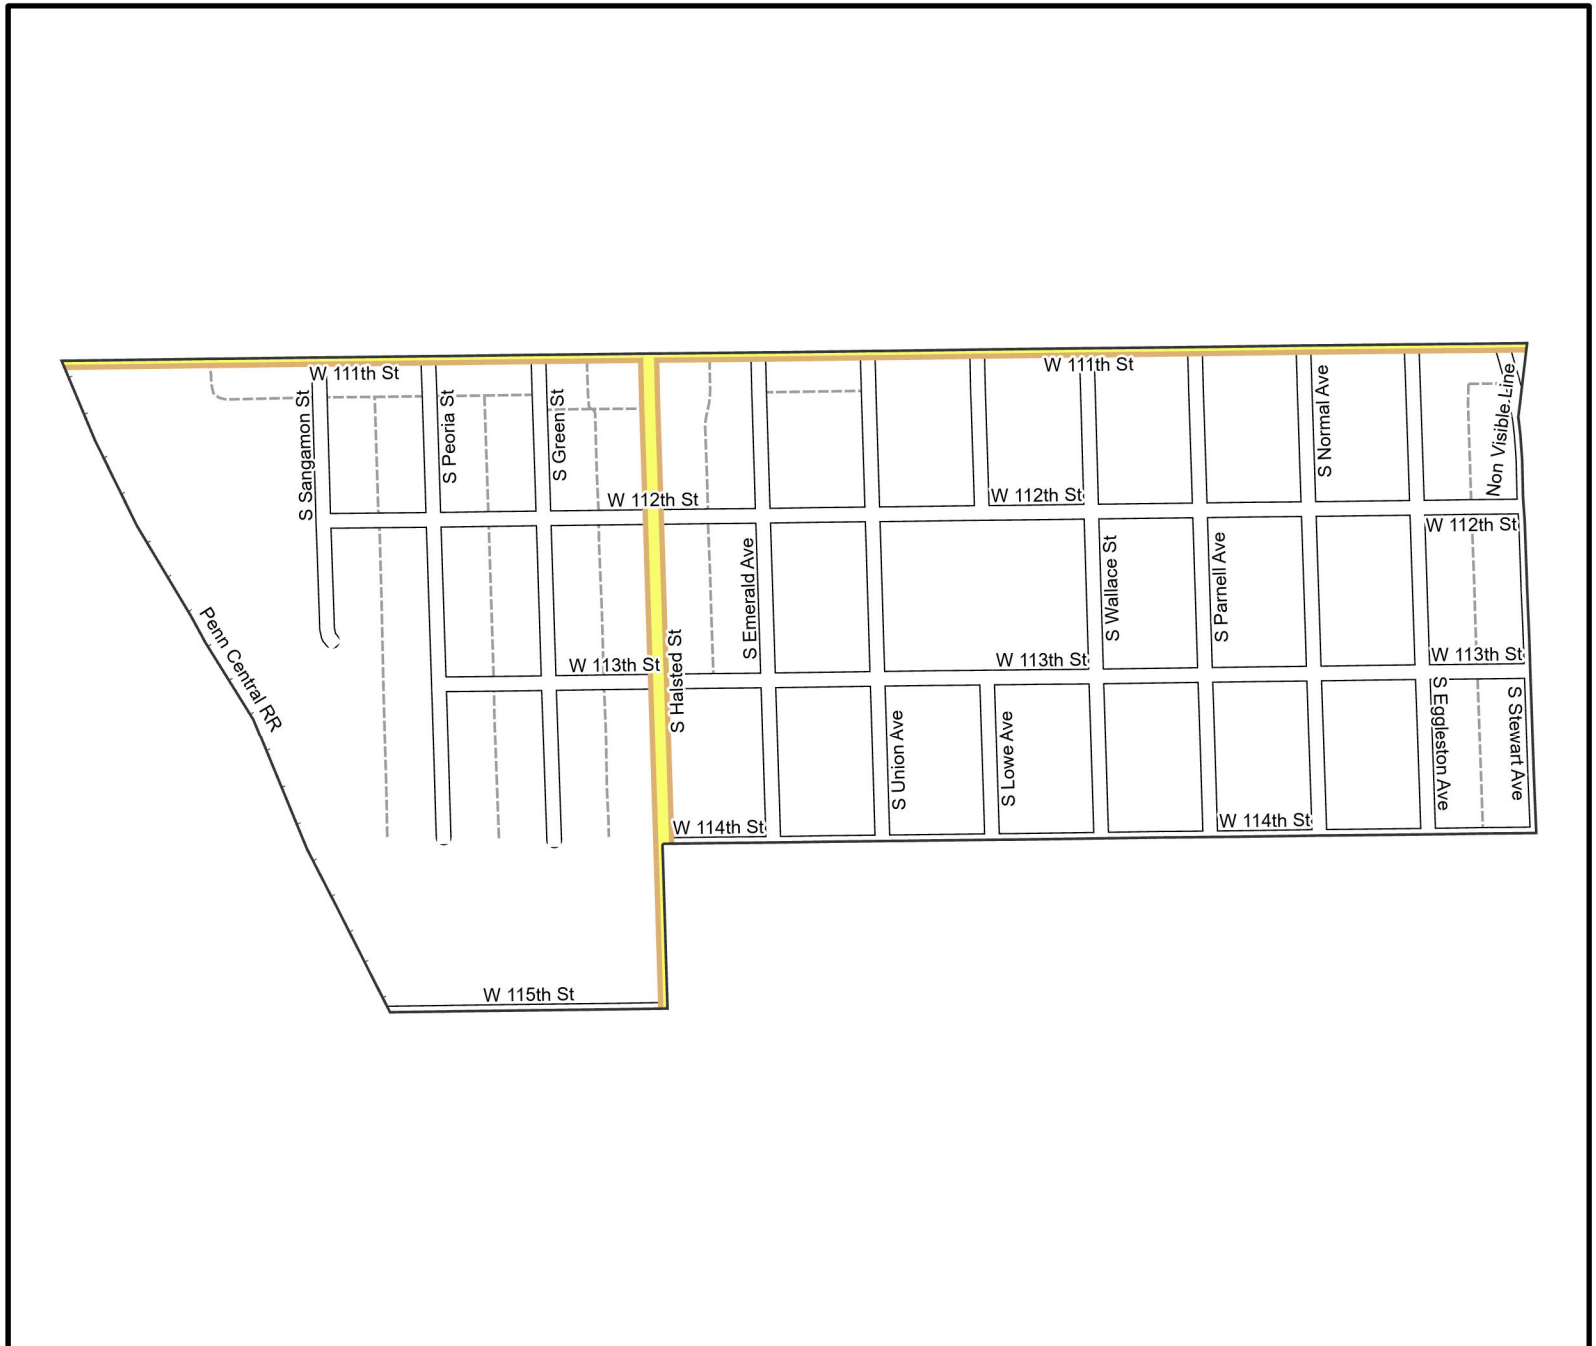 W 111th St
W 111th St
S Sangamon St
S Peoria St
S Green St
S Normal Ave
Non Visible Line
W 112th St
W 112th St
W 112th St
S Emerald Ave
S Wallace St
S Parnell Ave
Penn Central RR
W 113th St
S Halsted St
W 113th St
W 113th St
S Union Ave
S Lowe Ave
S Eggleston Ave
S Stewart Ave
W 114th St
W 114th St
W 115th St